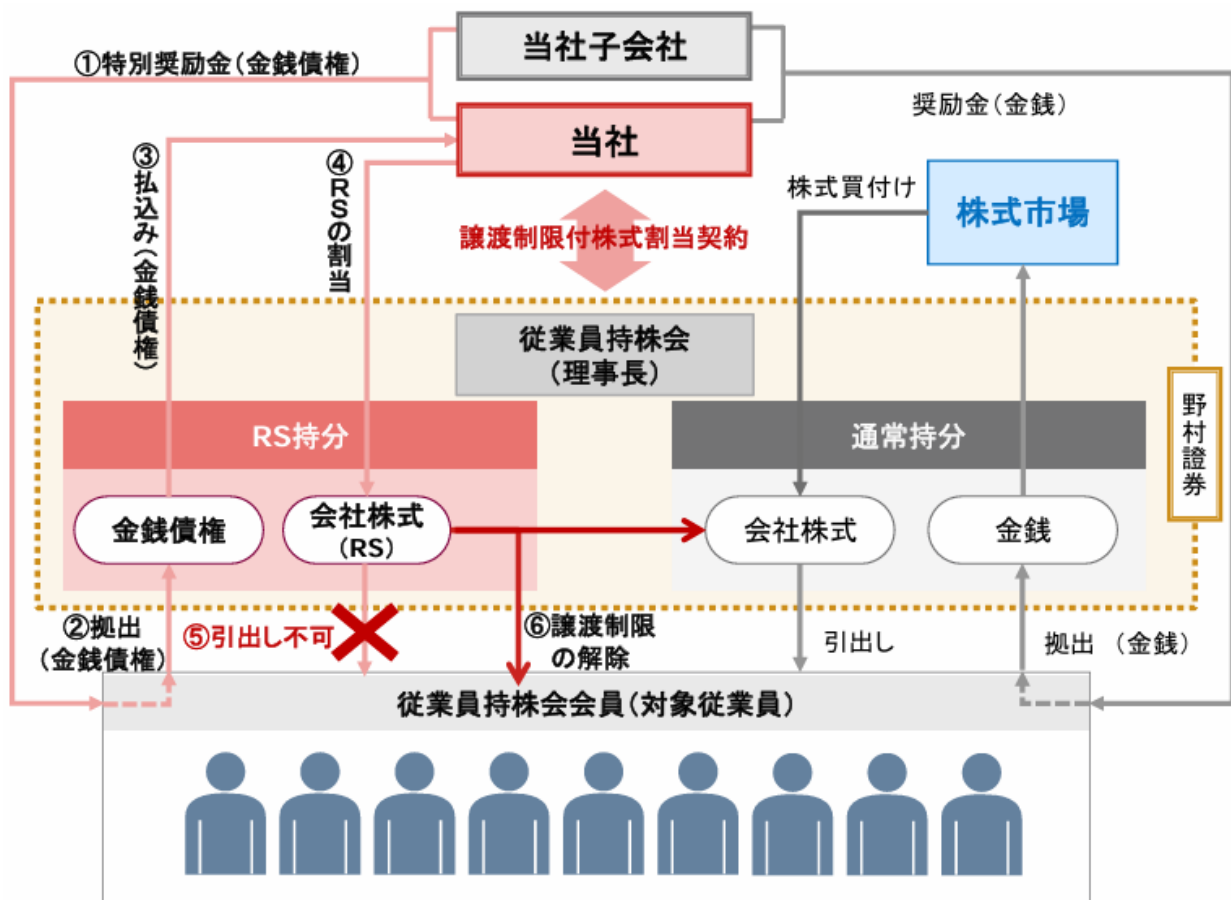 当社子会社
①特別奨励金(金銭債権)
奨励金(金銭)
当社
③払込み(金銭債権)
④RSの割当
株式買付け
株式市場
譲渡制限付株式割当契約
従業員持株会
(理事長)
野村證券
RS持分
通常持分
金銭債権
会社株式
(RS)
会社株式
金銭
②拠出
(金銭債権)
⑤引出し不可
⑥譲渡制限
の解除
引出し
拠出 (金銭)
従業員持株会会員(対象従業員)